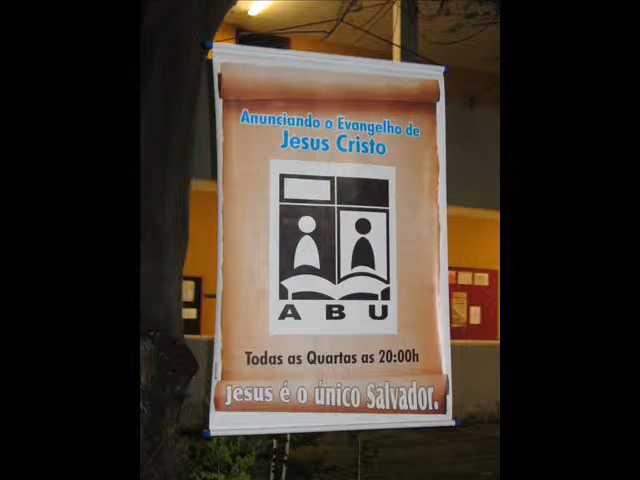 Anunciando o Evangelho de
Jesus Cristo
ABU
Todas as Quartas as 20:00h
Jesus é o único Salvador.